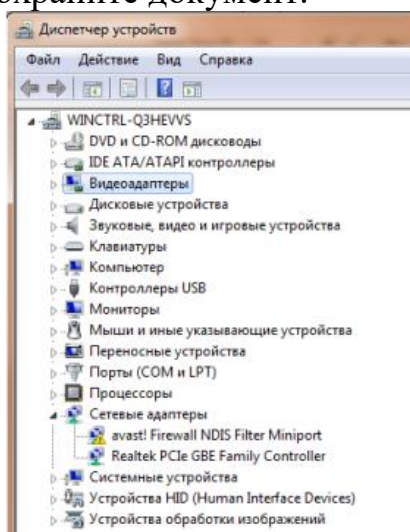 охраните документ.
Диспетчер устройств
Файл Действие Вид Справка
WINCTRL-Q3HEVVS
DVD и CD-ROM дисководы
IDE ATA/ATAPI контроллеры
Видеоадаптеры
Дисковые устройства
Звуковые, видео и игровые устройства
Клавиатуры
Компьютер
Контроллеры USB
Мониторы
Мыши и иные указывающие устройства
Переносные устройства
Порты (COM и LPT)
Процессоры
Сетевые адаптеры
avast! Firewall NDIS Filter Miniport
Realtek PCIe GBE Family Controller
Системные устройства
Устройства HID (Human Interface Devices)
Устройства обработки изображений